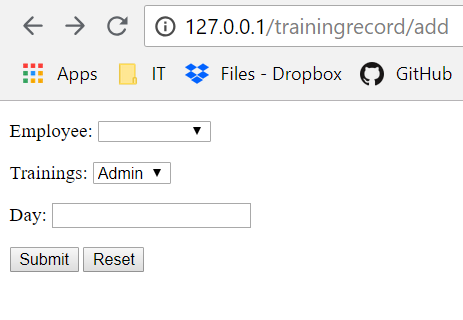 127.0.0.1/trainingrecord/add
Apps IT Files - Dropbox GitHub
Employee:
Trainings: Admin
Day:
Submit Reset